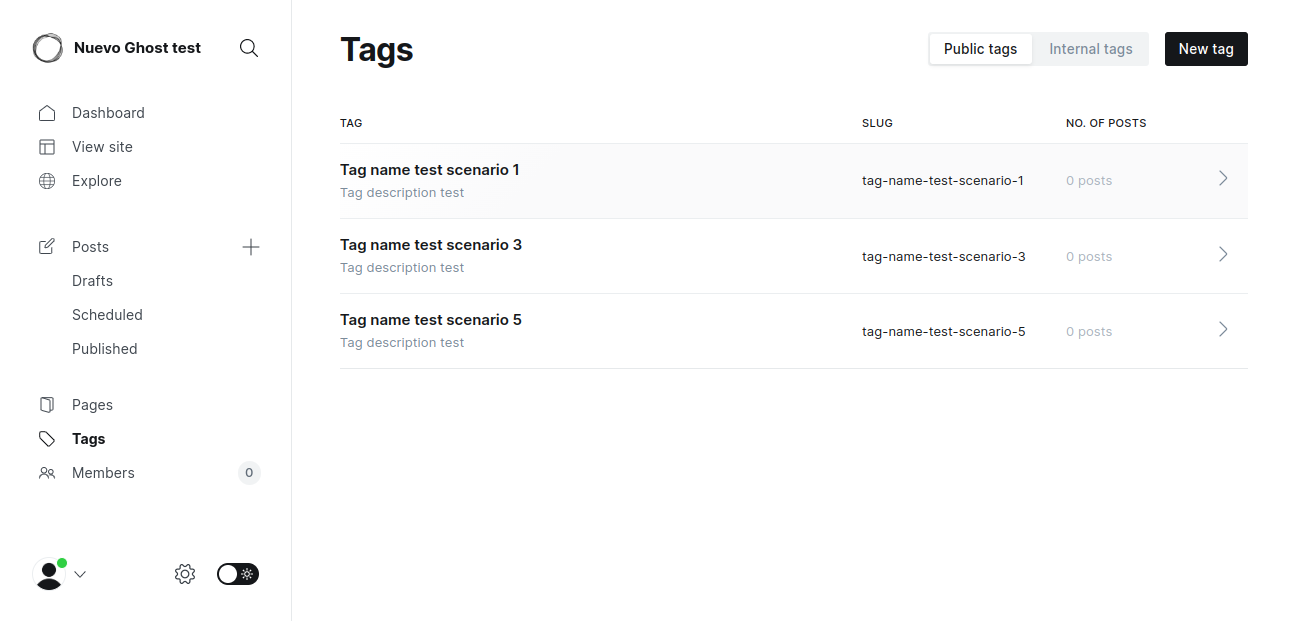 Nuevo Ghost test
Dashboard
View site
Explore
Posts
Drafts
Scheduled
Published
Pages
Tags
Members 0
Tags
Public tags Internal tags New tag
TAG SLUG NO. OF POSTS
Tag name test scenario 1
Tag description test
tag-name-test-scenario-1 0 posts
Tag name test scenario 3
Tag description test
tag-name-test-scenario-3 0 posts
Tag name test scenario 5
Tag description test
tag-name-test-scenario-5 0 posts